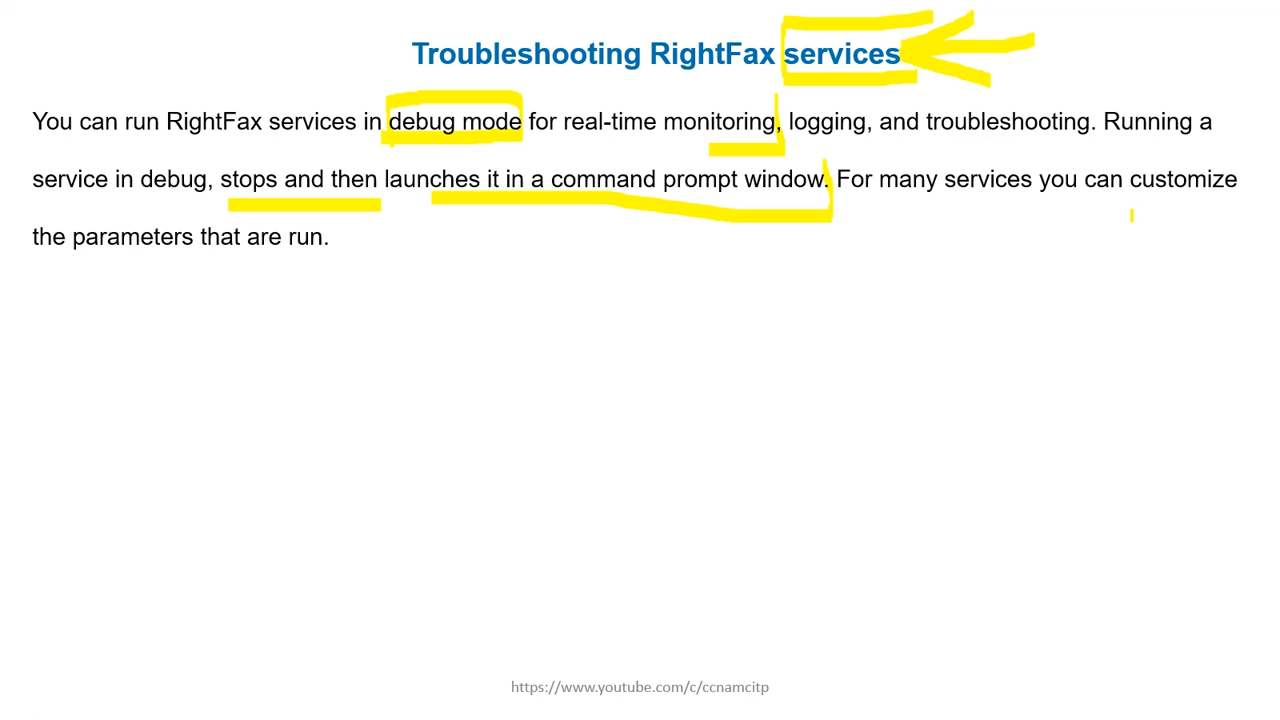 Troubleshooting RightFax services
You can run RightFax services in debug mode for real-time monitoring, logging, and troubleshooting. Running a
service in debug, stops and then launches it in a command prompt window. For many services you can customize
the parameters that are run.
https://www.youtube.com/c/ccnamcitp